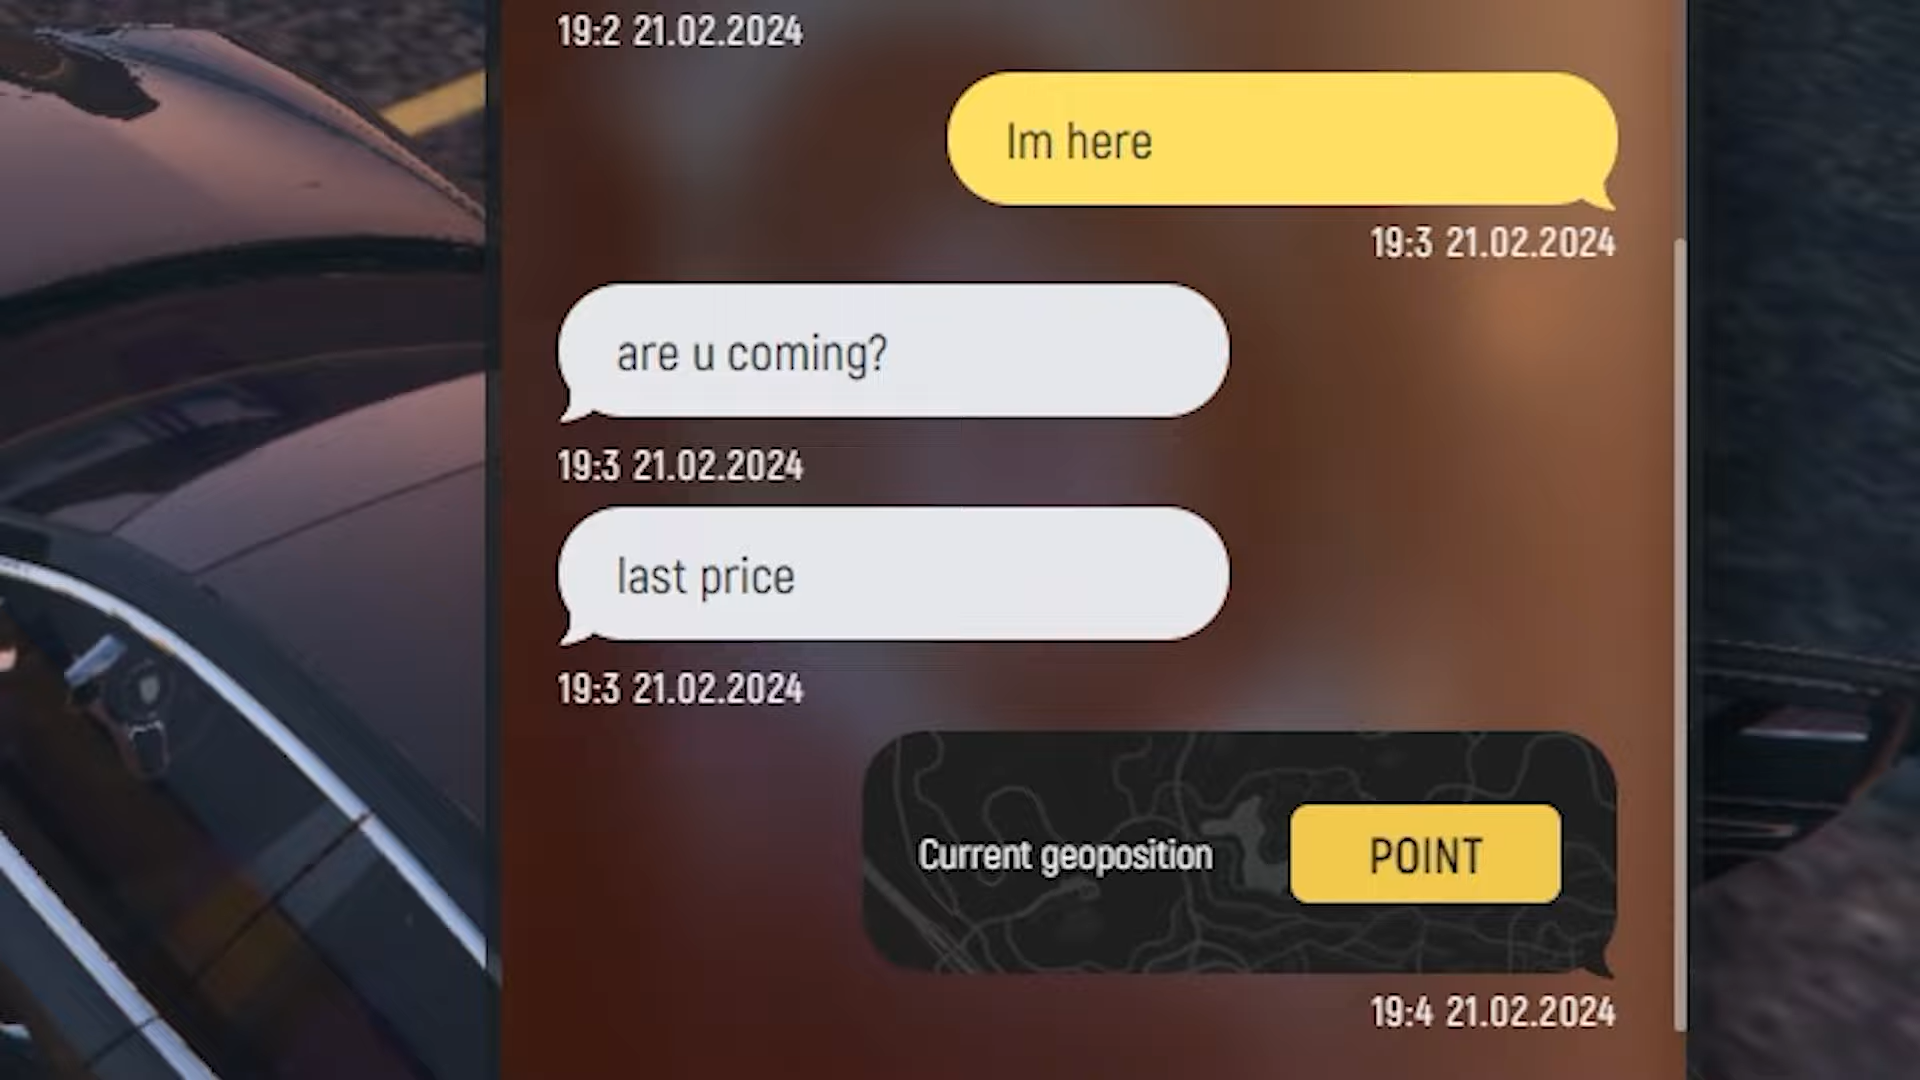 19:2 21.02.2024
Im here
19:3 21.02.2024
are u coming?
19:3 21.02.2024
last price
19:3 21.02.2024
Current geoposition
POINT
19:4 21.02.2024